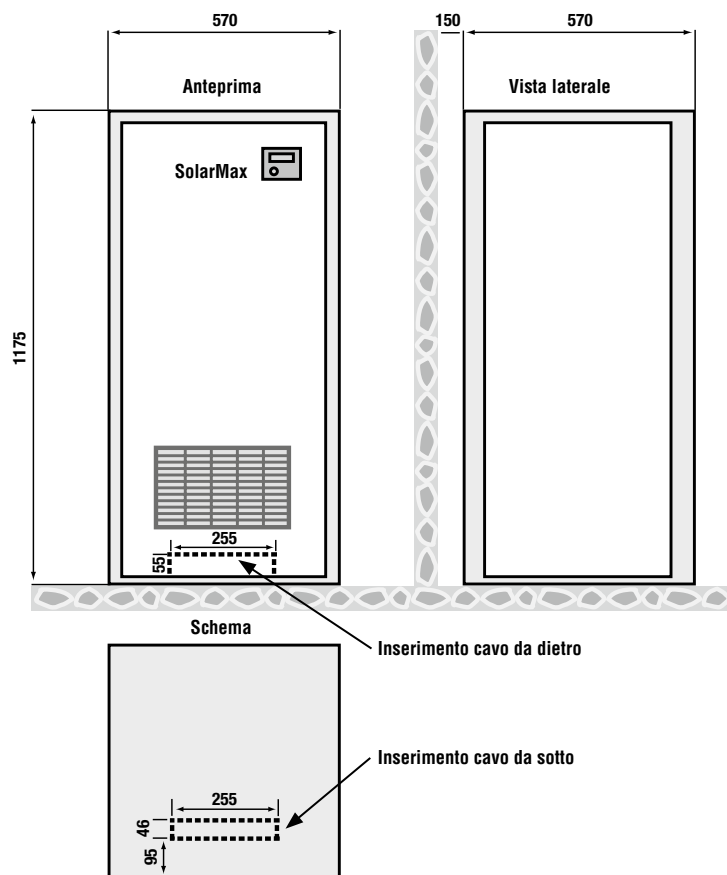 570
150
570
Anteprima
Vista laterale
SolarMax
1175
255
55
Schema
Inserimento cavo da dietro
Inserimento cavo da sotto
255
46
95